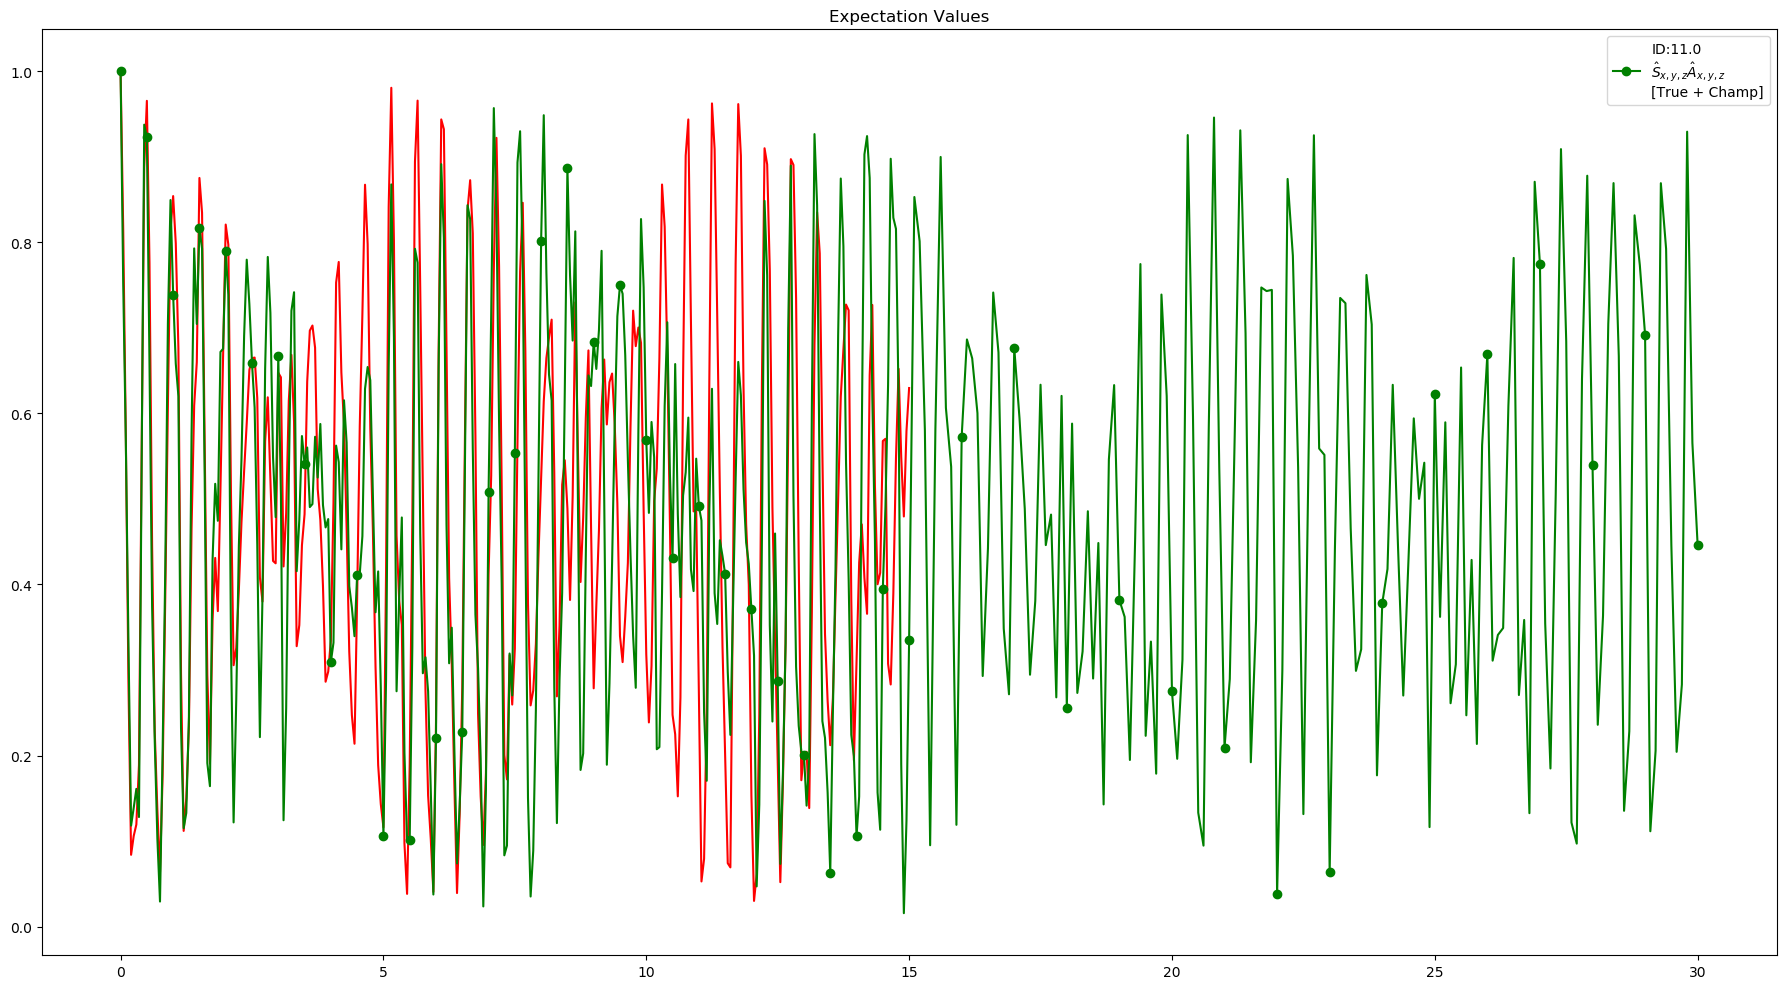 Expectation Values
ID:11.0
$\hat{S}_{x,y,z}\hat{A}_{x,y,z}$
[True + Champ]
1.0
0.8
0.6
0.4
0.2
0.0
0 5 10 15 20 25 30